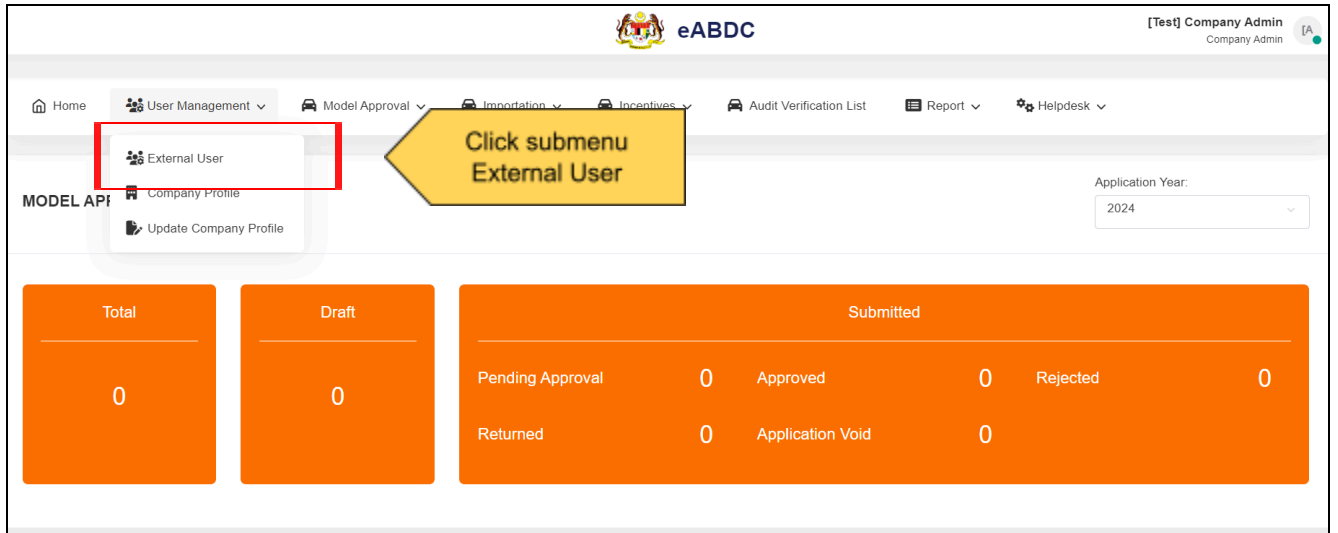 eABDC
[Test] Company Admin
Company Admin
[A
Home
User Management
Model Approval
Importation
Incentives
Audit Verification List
Report
Helpdesk
Click submenu
External User
External User
Company Profile
Update Company Profile
MODEL AP
Application Year:
2024
Total
0
Draft
0
Submitted
Pending Approval 0 Approved 0 Rejected 0
Returned 0 Application Void 0